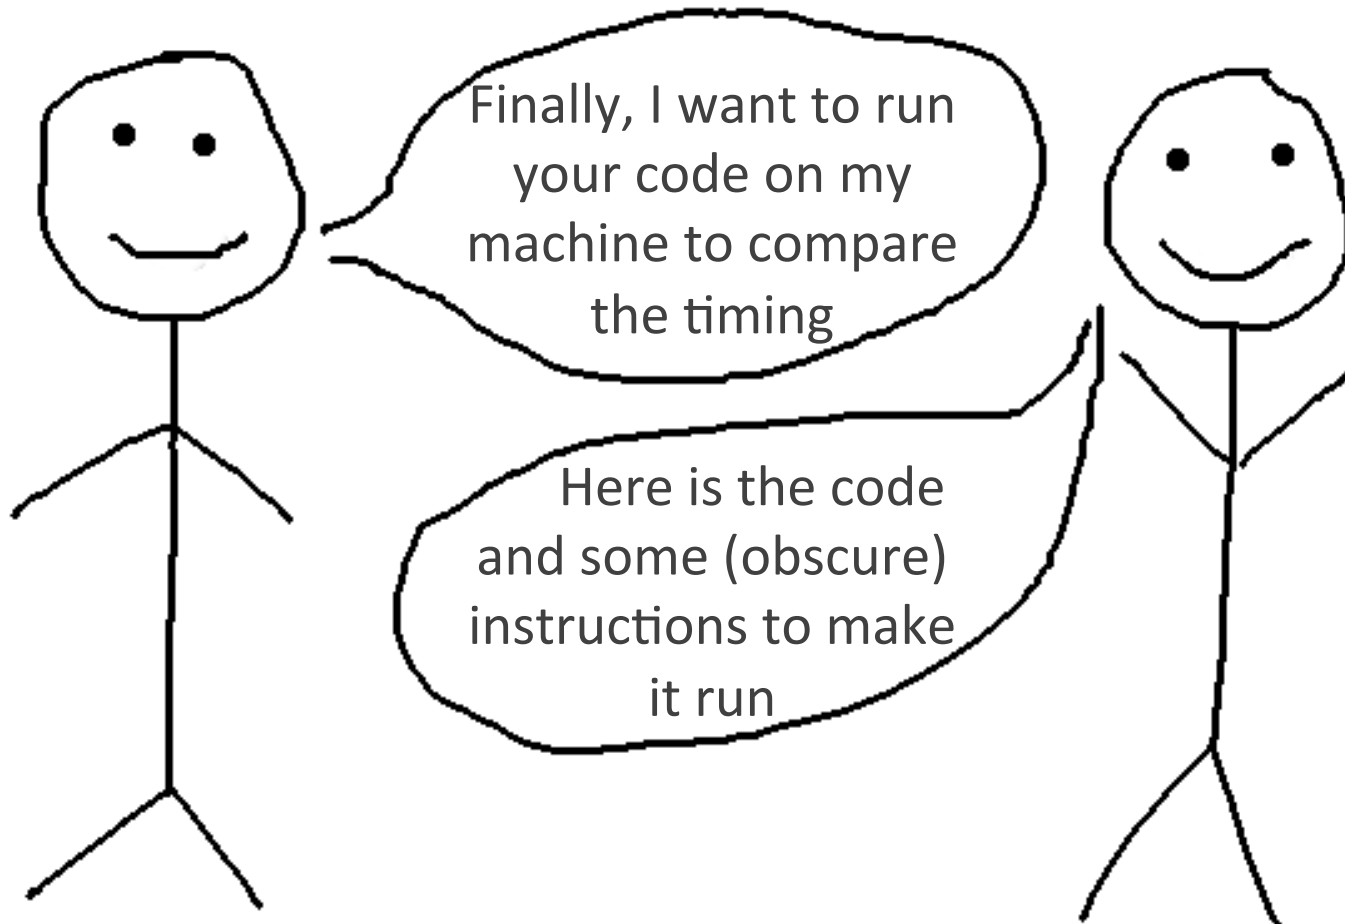 Finally, I want to run
your code on my
machine to compare
the timing
Here is the code
and some (obscure)
instructions to make
it run